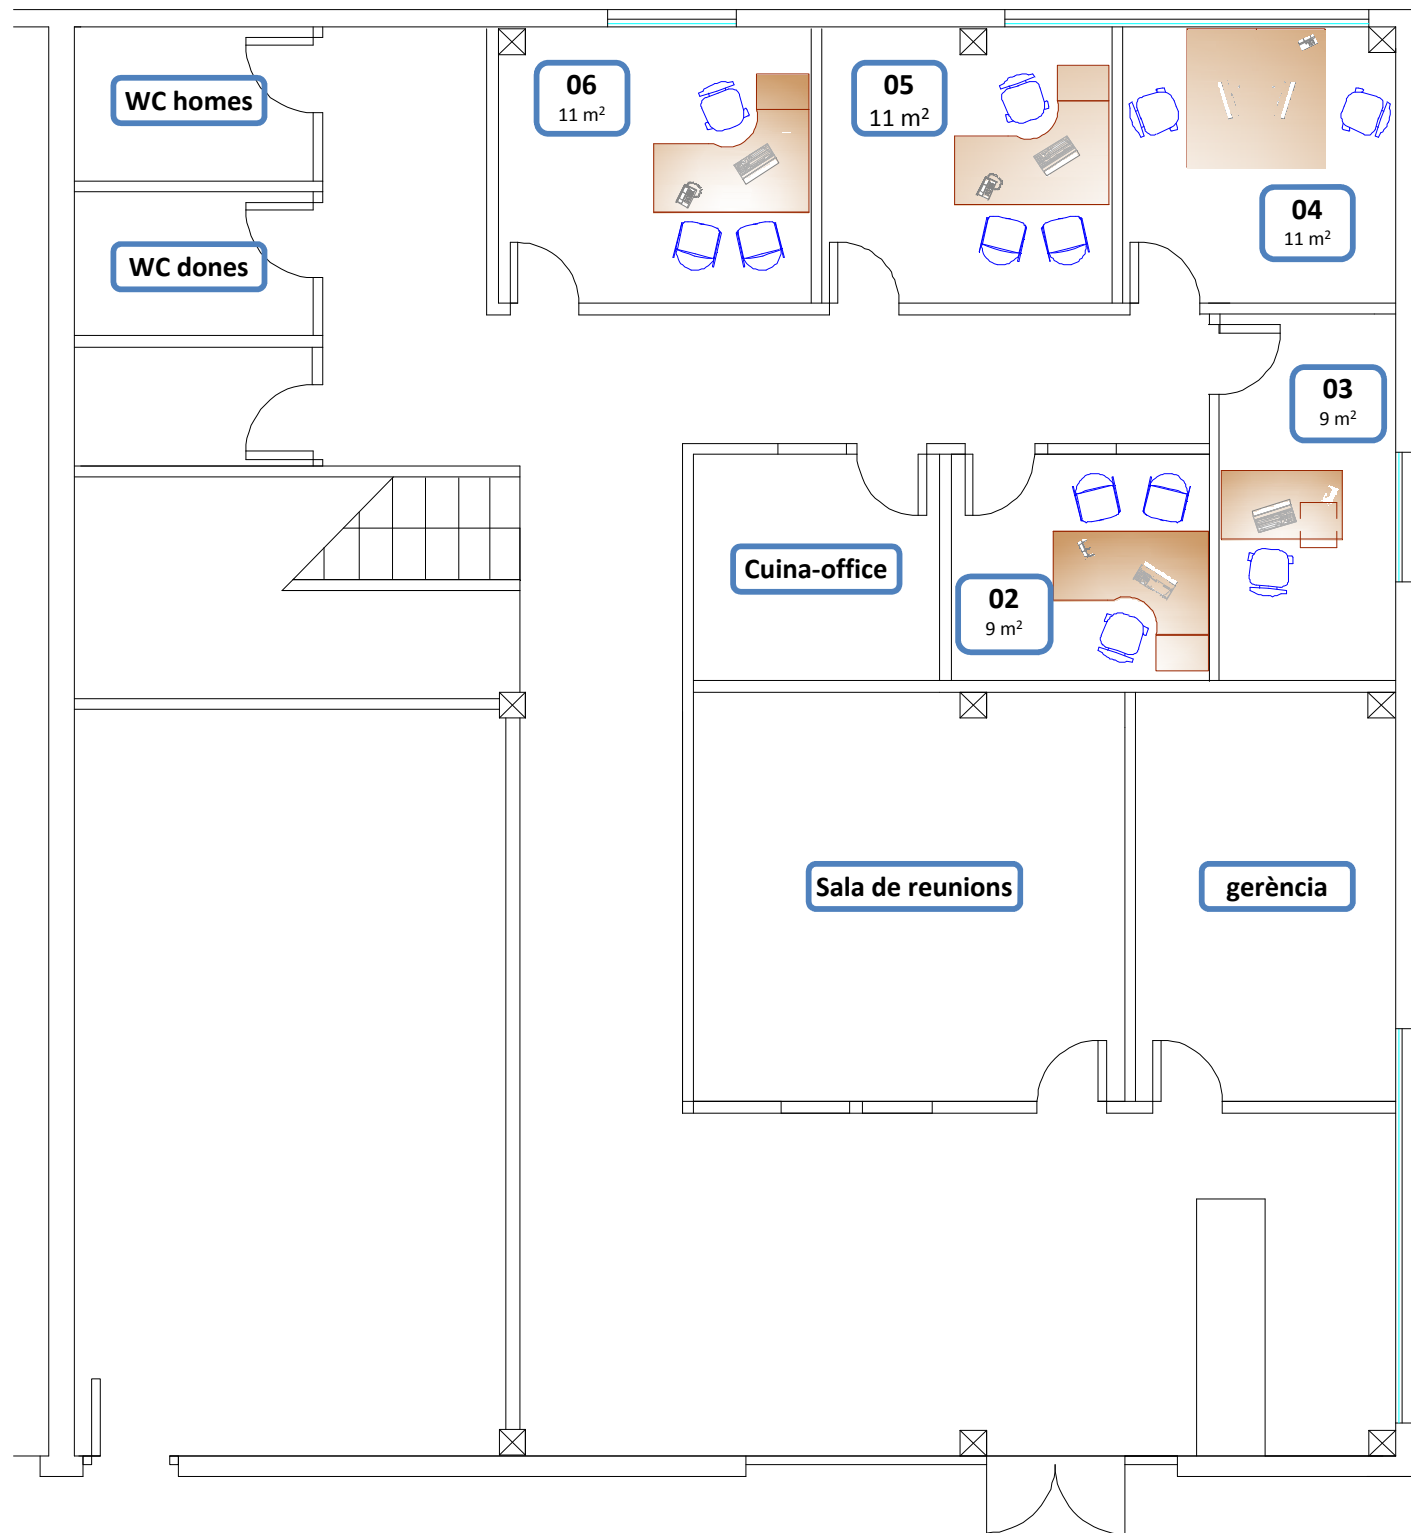 WC homes
06
11 m²
05
11 m²
04
11 m²
WC dones
03
9 m²
Cuina-office
02
9 m²
Sala de reunions
gerència